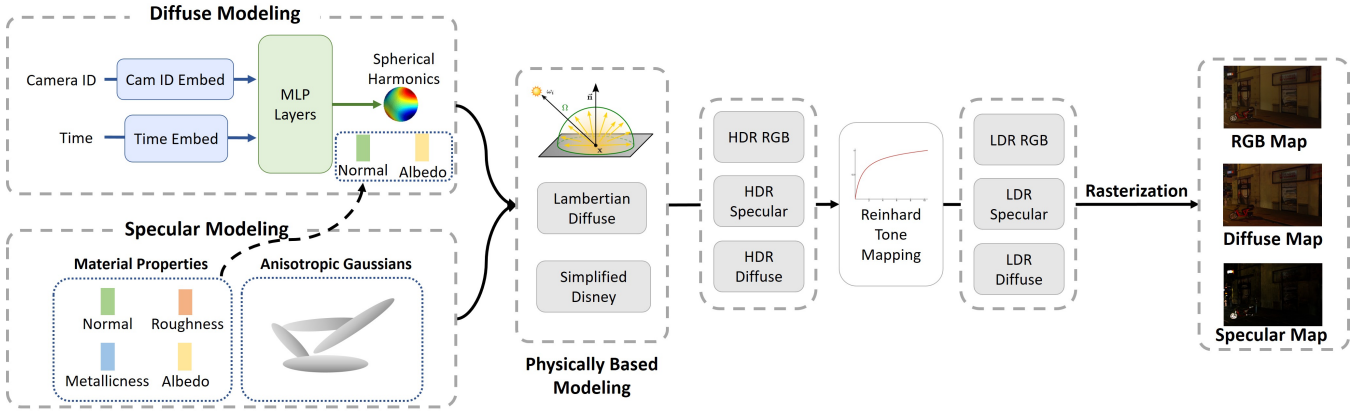 Diffuse Modeling
Camera ID
Cam ID Embed
Time
Time Embed
MLP
Layers
Spherical
Harmonics
Normal
Albedo
Specular Modeling
Material Properties
Normal
Roughness
Metallicness
Albedo
Anisotropic Gaussians
ωᵢ
n
Ω
x
Lambertian
Diffuse
Simplified
Disney
Physically Based
Modeling
HDR RGB
HDR
Specular
HDR
Diffuse
Reinhard
Tone
Mapping
LDR RGB
LDR
Specular
LDR
Diffuse
Rasterization
RGB Map
Diffuse Map
Specular Map